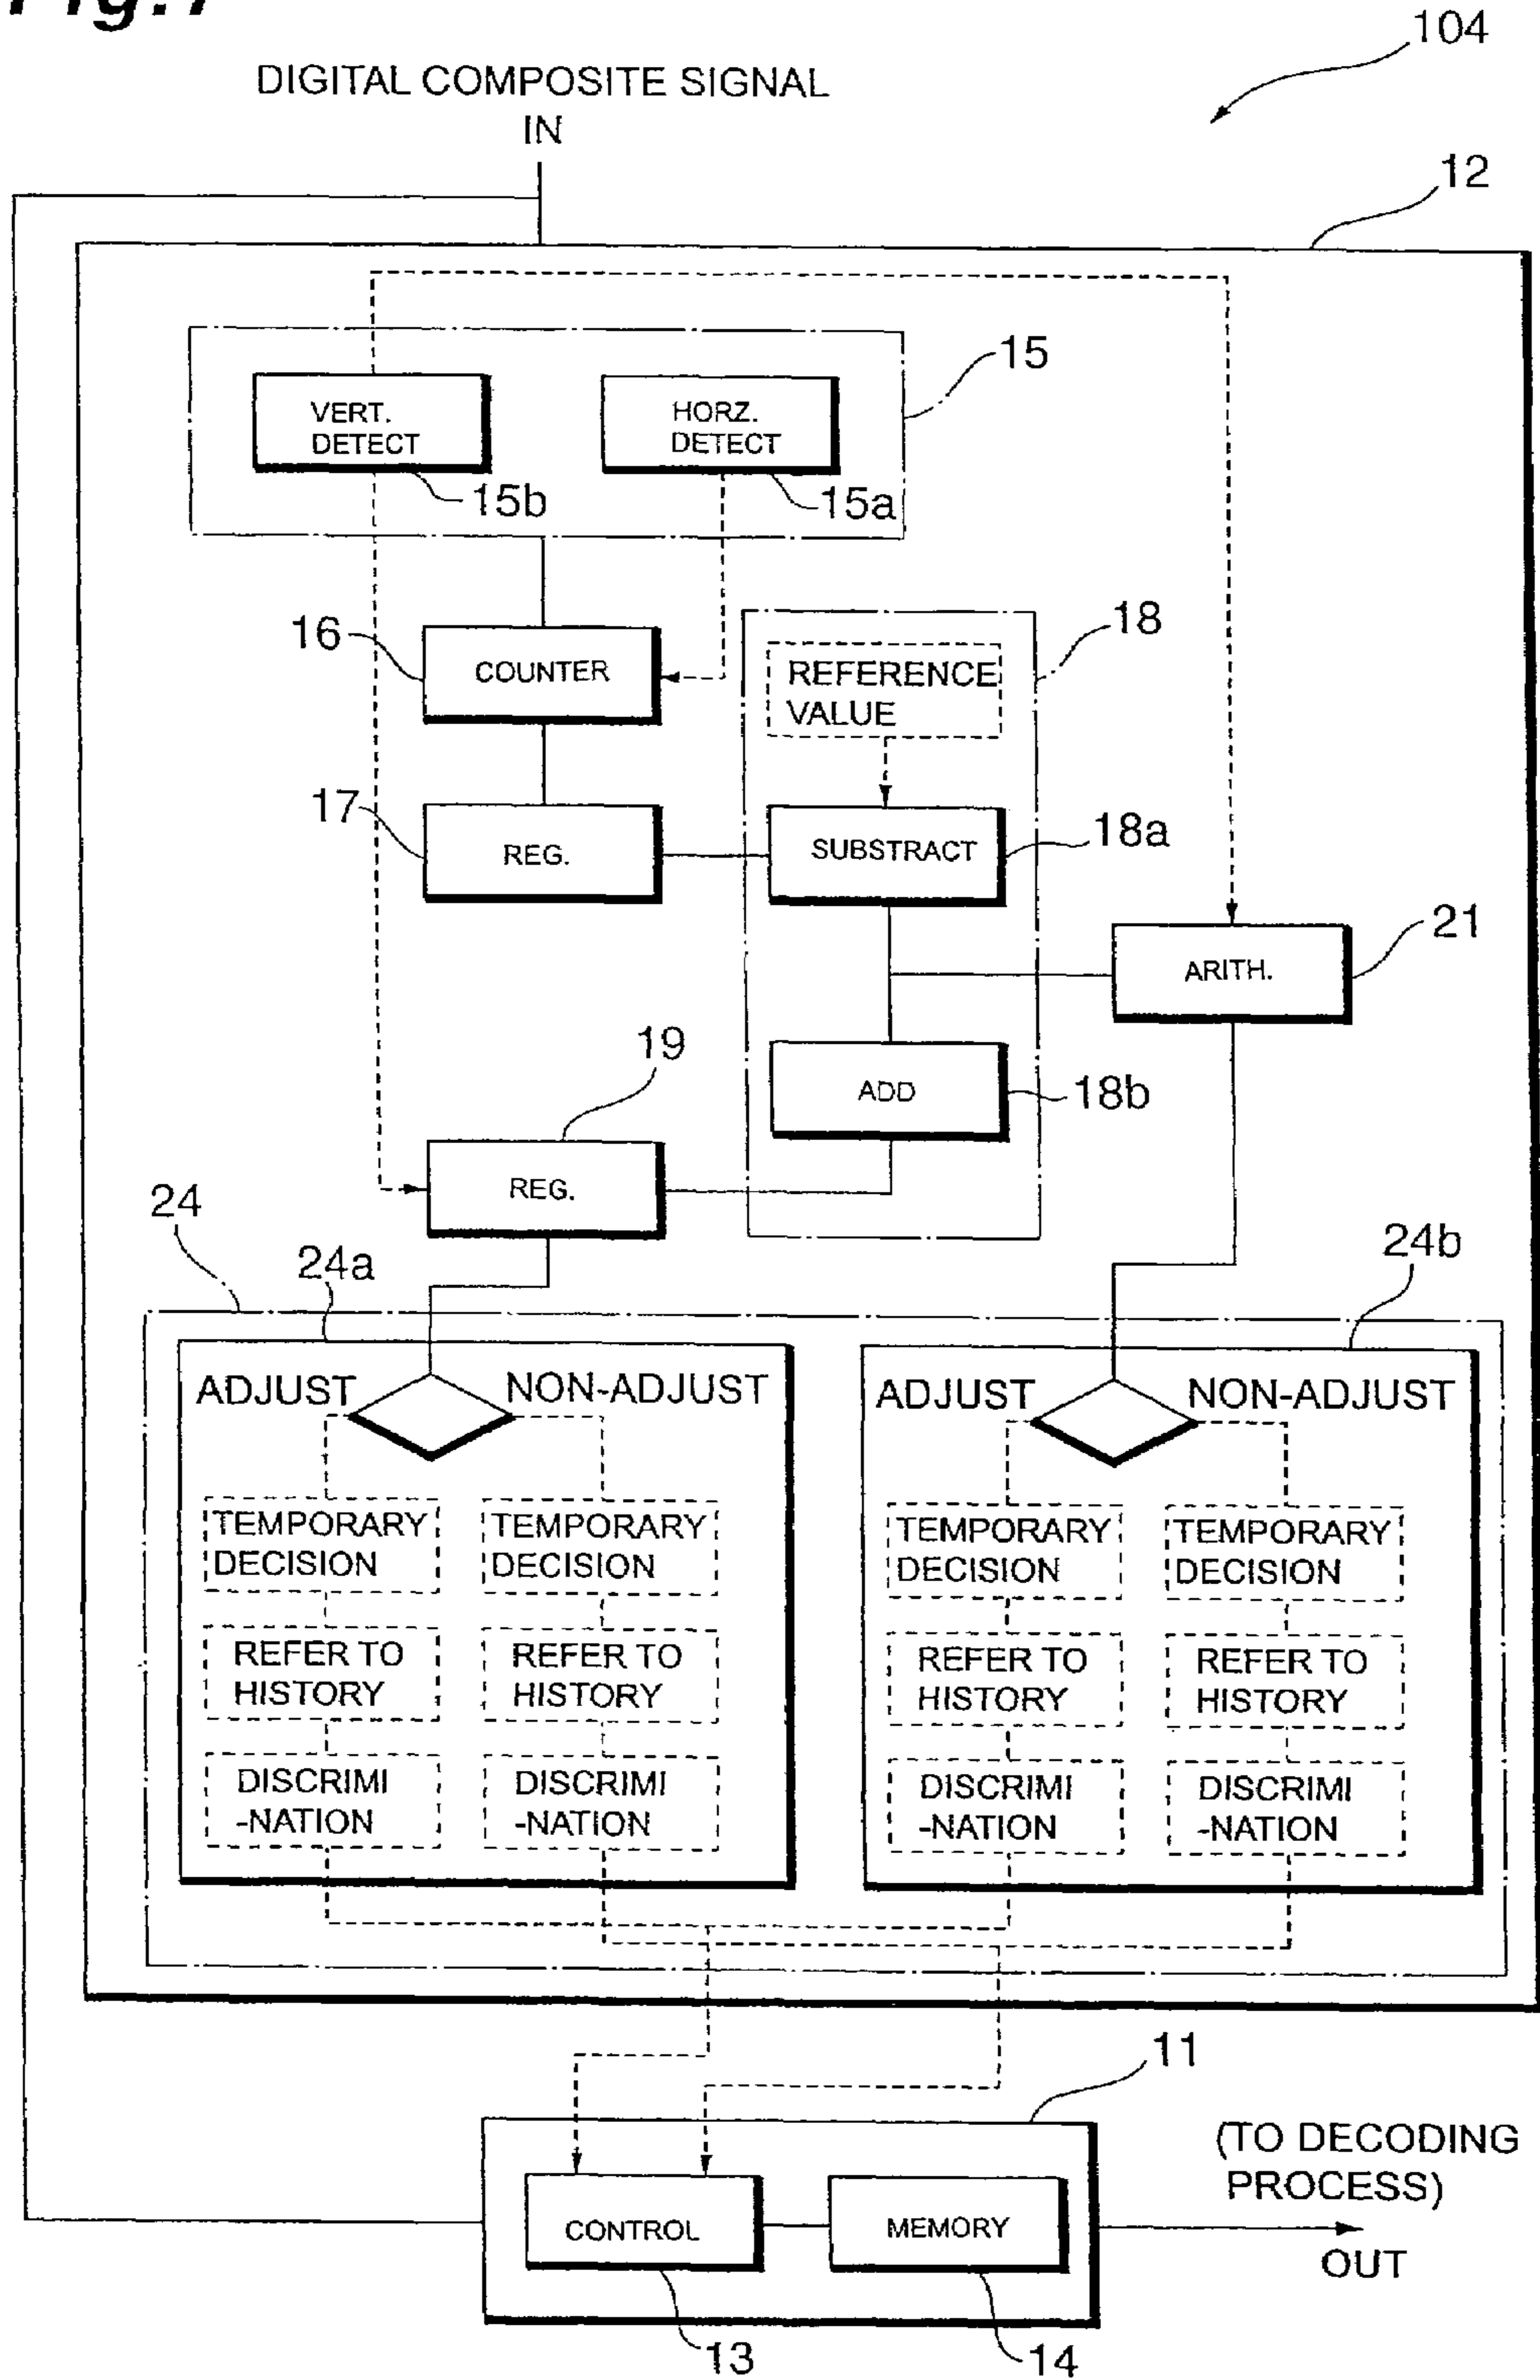 104
DIGITAL COMPOSITE SIGNAL
IN
12
15
VERT.
DETECT
HORZ.
DETECT
15b
15a
16
COUNTER
REFERENCE
VALUE
18
17
REG.
SUBSTRACT
18a
21
ARITH.
19
ADD
18b
REG.
24
24a
24b
ADJUST
NON-ADJUST
ADJUST
NON-ADJUST
TEMPORARY
DECISION
TEMPORARY
DECISION
TEMPORARY
DECISION
TEMPORARY
DECISION
REFER TO
HISTORY
REFER TO
HISTORY
REFER TO
HISTORY
REFER TO
HISTORY
DISCRIMI
-NATION
DISCRIMI
-NATION
DISCRIMI
-NATION
DISCRIMI
-NATION
11
(TO DECODING
PROCESS)
CONTROL
MEMORY
OUT
13
14